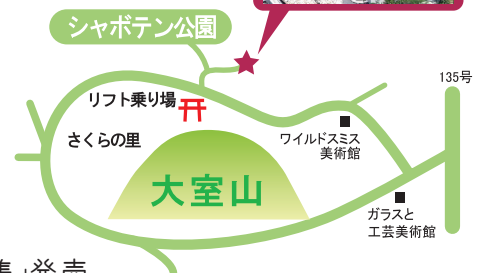 シャボテン公園
135号
リフト乗り場
さくらの里
ワイルドスミス
美術館
大室山
ガラスと
工芸美術館
発売